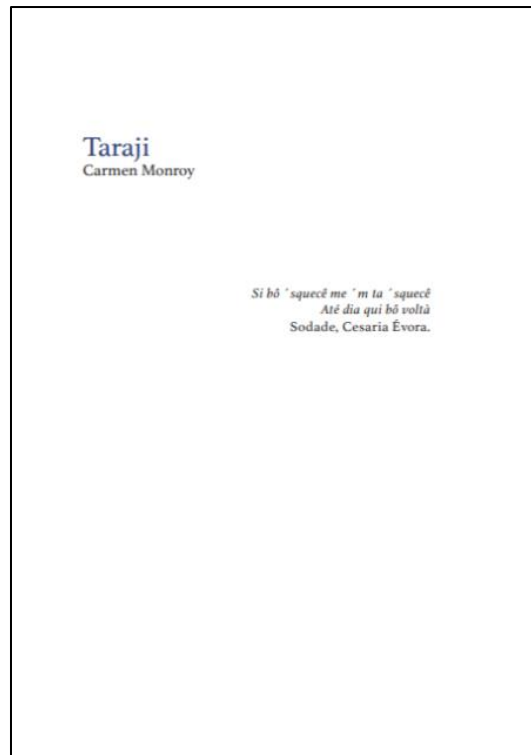 Taraji
Carmen Monroy
Si bô ´squecê me ´m ta ´squecê
Até dia qui bô voltà
Sodade, Cesaria Évora.